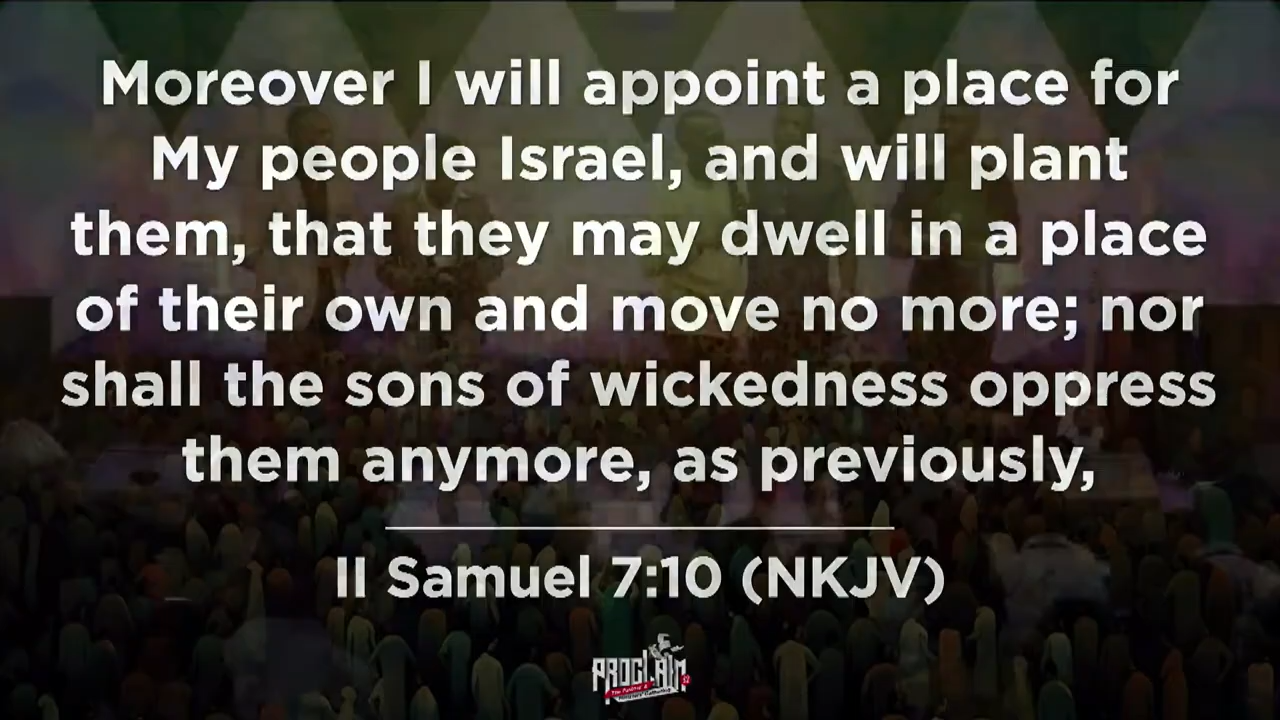 Moreover I will appoint a place for
My people Israel, and will plant
them, that they may dwell in a place
of their own and move no more; nor
shall the sons of wickedness oppress
them anymore, as previously,
II Samuel 7:10 (NKJV)
PROCLAIM